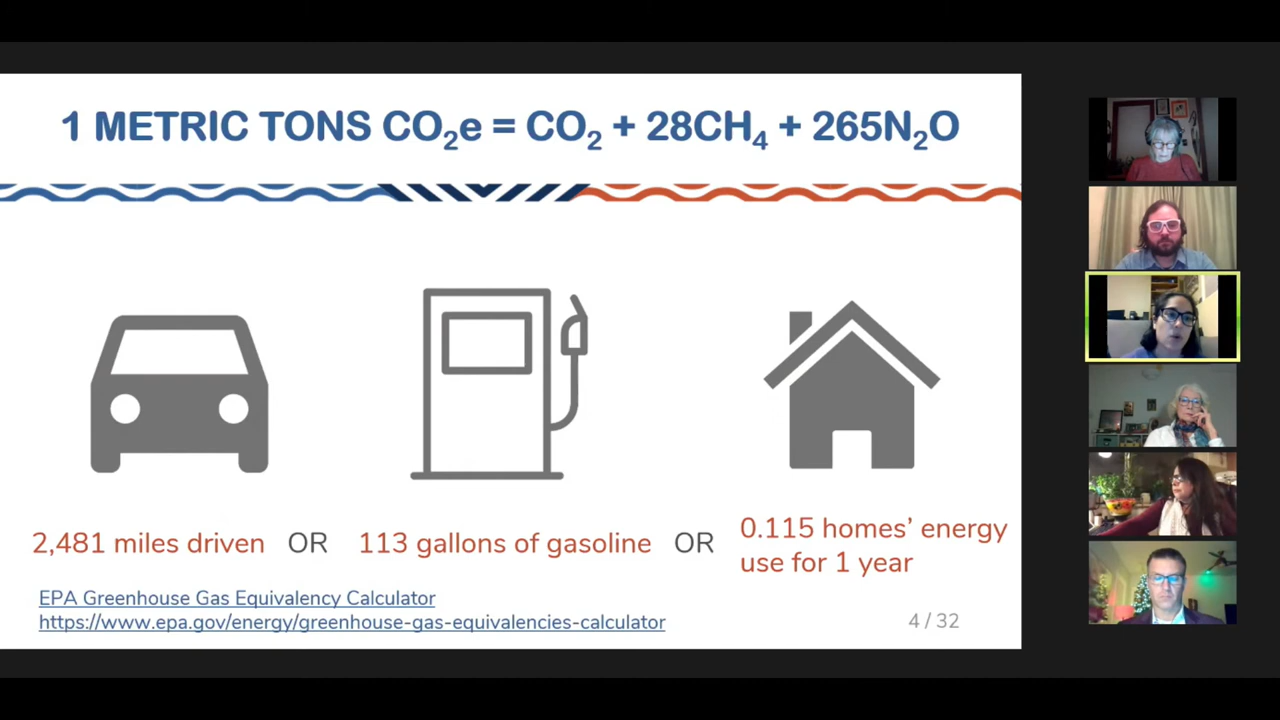 1 METRIC TONS CO₂e = CO₂ + 28CH₄ + 265N₂O
2,481 miles driven OR 113 gallons of gasoline OR 0.115 homes’ energy use for 1 year
EPA Greenhouse Gas Equivalency Calculator
https://www.epa.gov/energy/greenhouse-gas-equivalencies-calculator
4 / 32